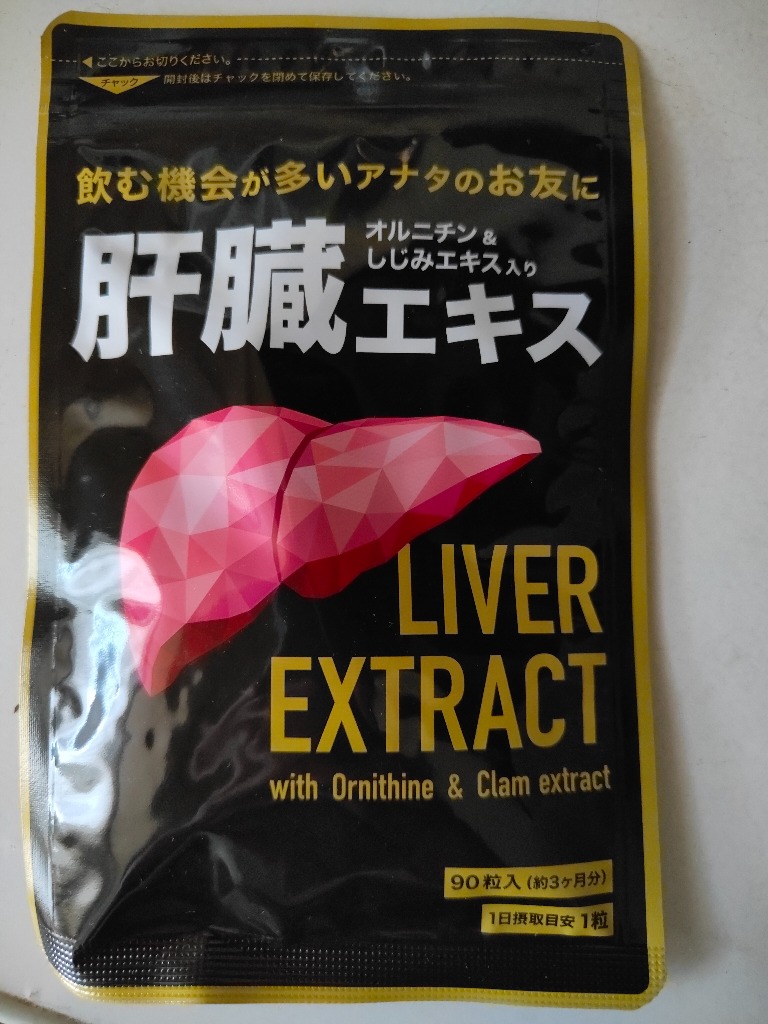 ◀ここからお切りください。
チャック 開封後はチャックを閉めて保存してください。
飲む機会が多いアナタのお友に
オルニチン&
しじみエキス入り
肝臓エキス
LIVER
EXTRACT
with Ornithine & Clam extract
90粒入(約3ヶ月分)
1日摂取目安1粒